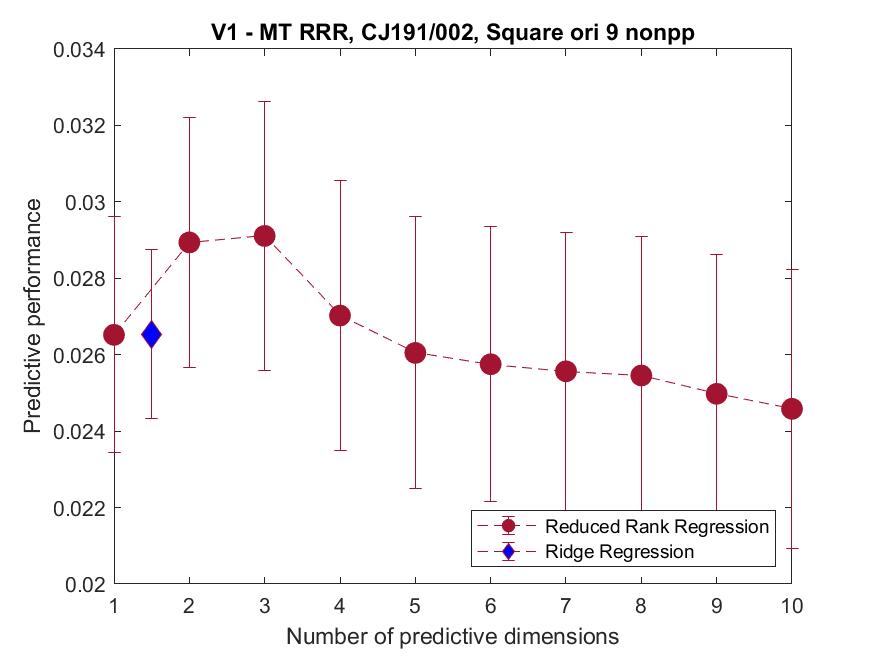 V1 - MT RRR, CJ191/002, Square ori 9 nonpp
0.034
0.032
0.03
0.028
0.026
0.024
0.022
0.02
Predictive performance
Reduced Rank Regression
Ridge Regression
1 2 3 4 5 6 7 8 9 10
Number of predictive dimensions